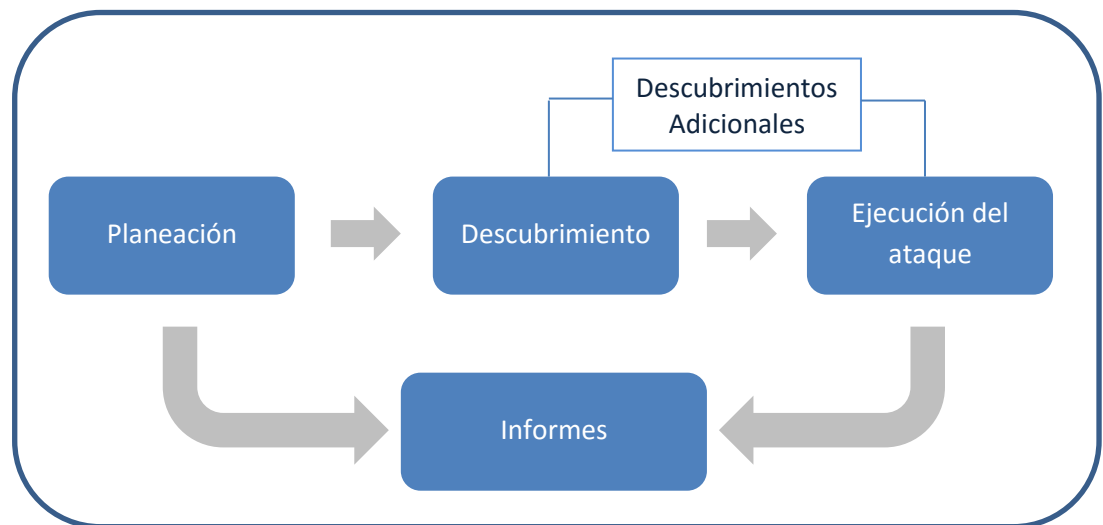 Descubrimientos
Adicionales
Planeación
Descubrimiento
Ejecución del
ataque
Informes